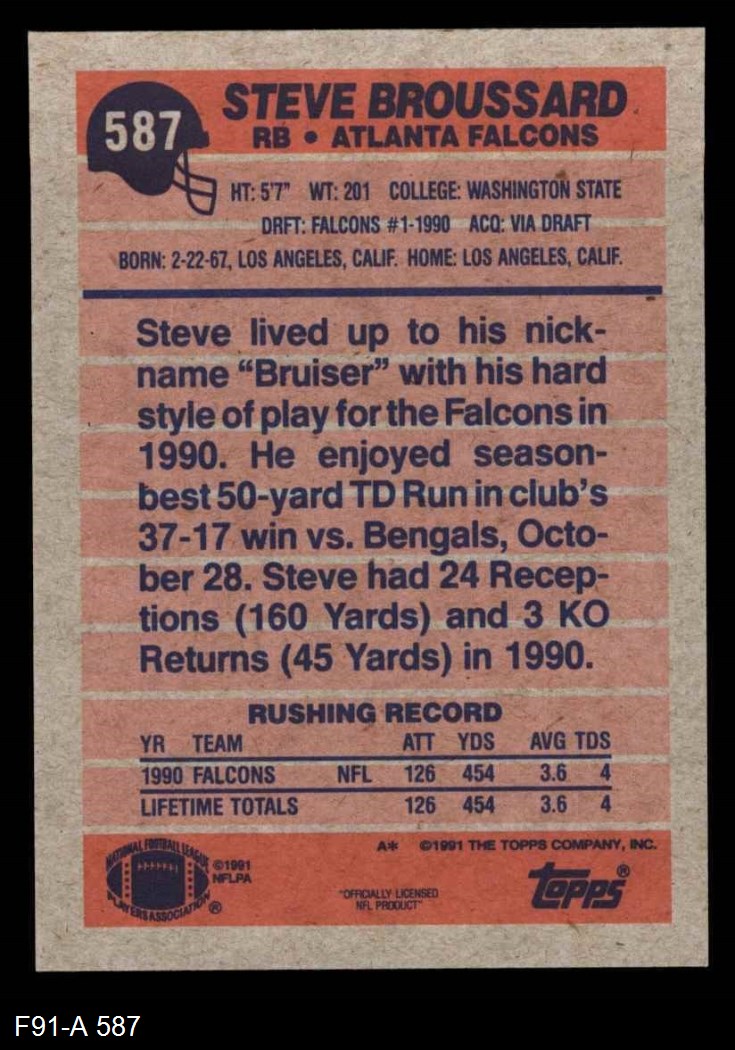 587
STEVE BROUSSARD
RB • ATLANTA FALCONS
HT: 5'7" WT: 201 COLLEGE: WASHINGTON STATE
DRFT: FALCONS #1-1990 ACQ: VIA DRAFT
BORN: 2-22-67, LOS ANGELES, CALIF. HOME: LOS ANGELES, CALIF.
Steve lived up to his nick-
name “Bruiser” with his hard
style of play for the Falcons in
1990. He enjoyed season-
best 50-yard TD Run in club's
37-17 win vs. Bengals, Octo-
ber 28. Steve had 24 Recep-
tions (160 Yards) and 3 KO
Returns (45 Yards) in 1990.
RUSHING RECORD
YR TEAM ATT YDS AVG TDS
1990 FALCONS NFL 126 454 3.6 4
LIFETIME TOTALS 126 454 3.6 4
A* ©1991 THE TOPPS COMPANY, INC.
NATIONAL FOOTBALL LEAGUE
PLAYERS ASSOCIATION ®
©1991
NFLPA
"OFFICIALLY LICENSED
NFL PRODUCT"
topps®
F91-A 587